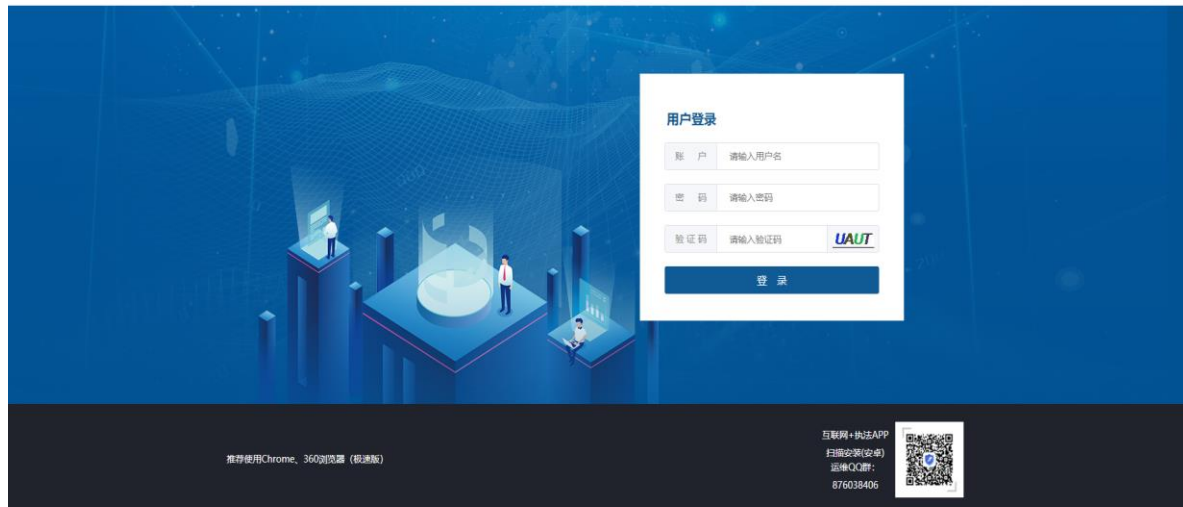 用户登录
账 户 请输入用户名
密 码 请输入密码
验证码 请输入验证码 UAUT
登 录
推荐使用Chrome、360浏览器（极速版）
互联网+执法APP
扫描安装(安卓)
运维QQ群：
876038406